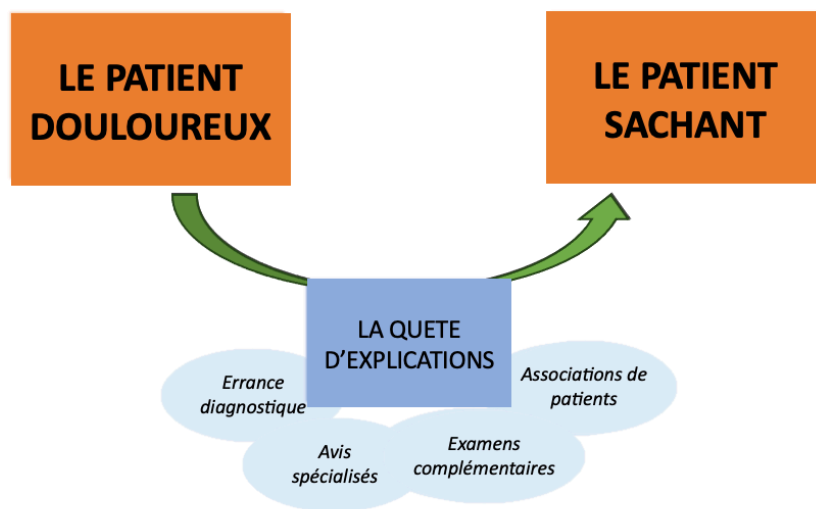 LE PATIENT
DOULOUREUX
LE PATIENT
SACHANT
LA QUETE
D’EXPLICATIONS
Errance
diagnostique
Avis
spécialisés
Examens
complémentaires
Associations de
patients